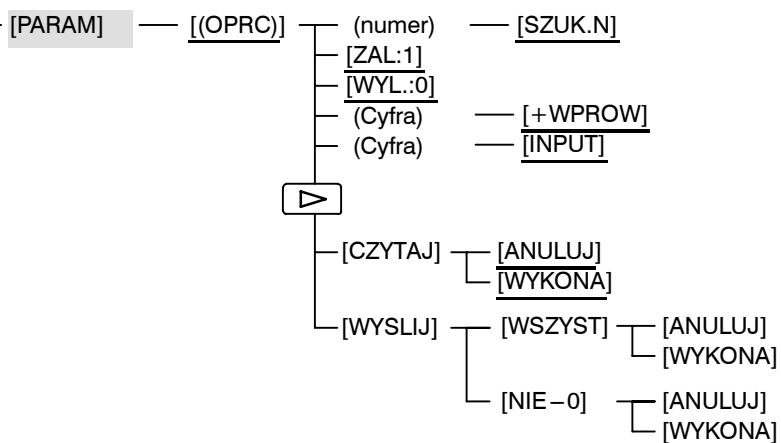 [PARAM] [(OPRC)] (numer) [SZUK.N]
[ZAL:1]
[WYL.:0]
(Cyfra) [+WPROW]
(Cyfra) [INPUT]
[CZYTAJ] [ANULUJ]
[WYKONA]
[WYSLIJ] [WSZYST] [ANULUJ]
[WYKONA]
[NIE−0] [ANULUJ]
[WYKONA]